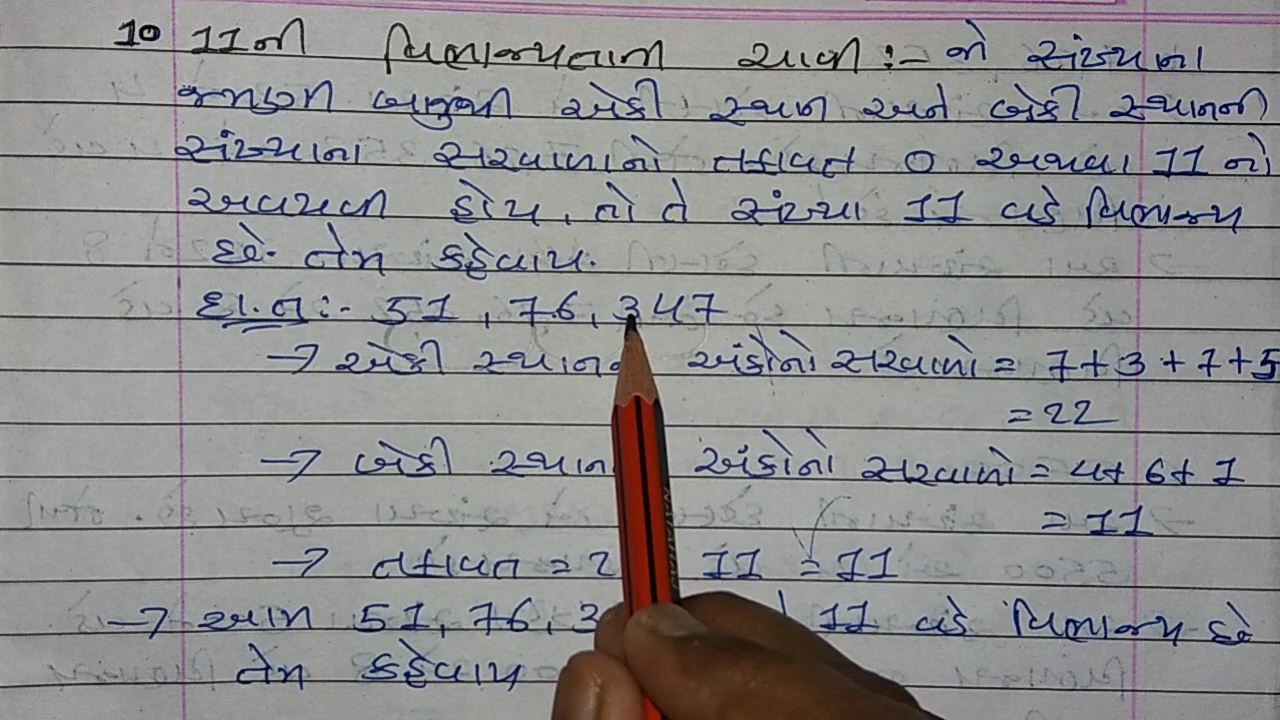 10 11ની વિભાજ્યતાની ચાવી :- જો સંખ્યાના
જમણી બાજુથી એકી સ્થાન અને બેકી સ્થાનની
સંખ્યાના સરવાળાનો તફાવત 0 અથવા 11 નો
અવયવી હોય, તો તે સંખ્યા 11 વડે વિભાજ્ય
છે. તેમ કહેવાય.
દા.ત :- 51,76,347
→ એકી સ્થાનના અંકોનો સરવાળો = 7+3+7+5
= 22
→ બેકી સ્થાન અંકોનો સરવાળો = 4+6+1
= 11
→ તફાવત = 2 11 = 11
→ આમ 51,76,3 11 વડે વિભાજ્ય છે
તેમ કહેવાય